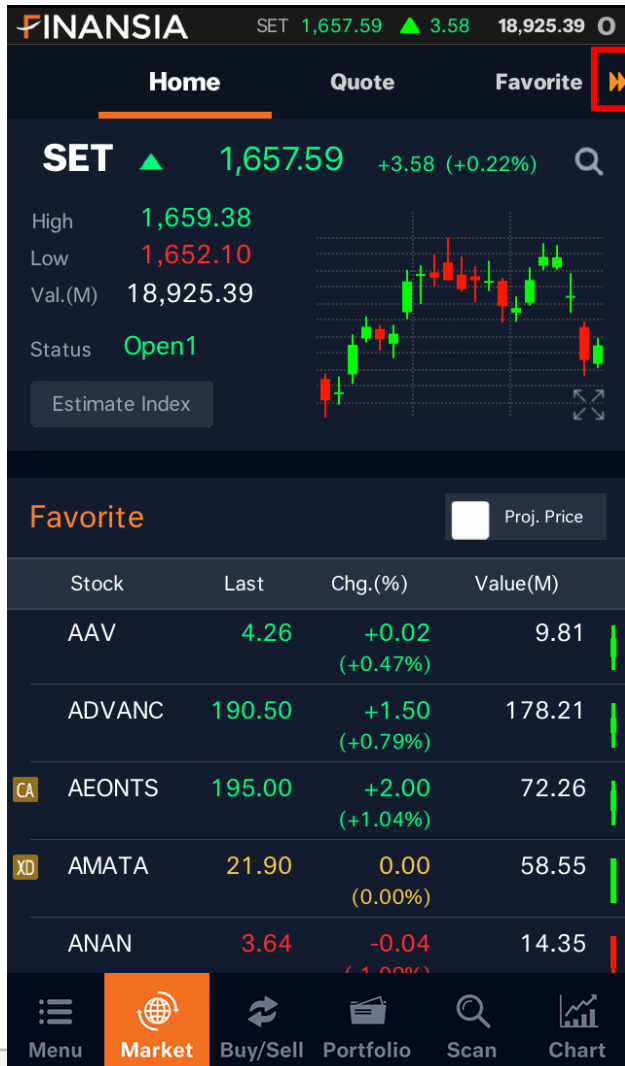 FINANSIA SET 1,657.59 ▲ 3.58 18,925.39 O
Home Quote Favorite
SET ▲ 1,657.59 +3.58 (+0.22%)
High 1,659.38
Low 1,652.10
Val.(M) 18,925.39
Status Open1
Estimate Index
Favorite Proj. Price
Stock Last Chg.(%) Value(M)
AAV 4.26 +0.02 9.81
(+0.47%)
ADVANC 190.50 +1.50 178.21
(+0.79%)
CA AEONTS 195.00 +2.00 72.26
(+1.04%)
XD AMATA 21.90 0.00 58.55
(0.00%)
ANAN 3.64 -0.04 14.35
Menu Market Buy/Sell Portfolio Scan Chart